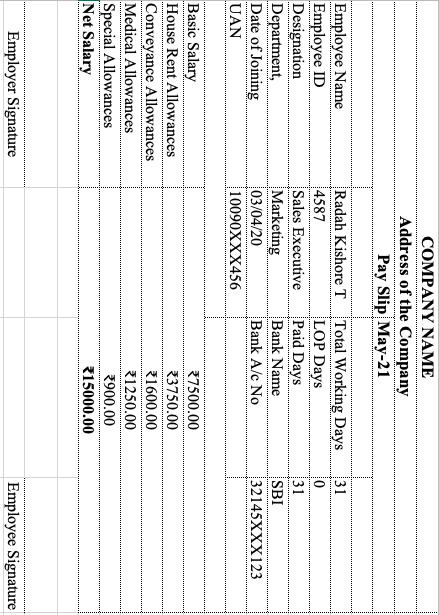 COMPANY NAME
Address of the Company
Pay Slip May-21
Employee Name Radah Kishore T Total Working Days 31
Employee ID 4587 LOP Days 0
Designation Sales Executive Paid Days 31
Department, Marketing Bank Name SBI
Date of Joining 03/04/20 Bank A/c No 32145XXX123
UAN 10090XXX456
Basic Salary ₹7500.00
House Rent Allowances ₹3750.00
Conveyance Allowances ₹1600.00
Medical Allowances ₹1250.00
Special Allowances ₹900.00
Net Salary ₹15000.00
Employer Signature Employee Signature